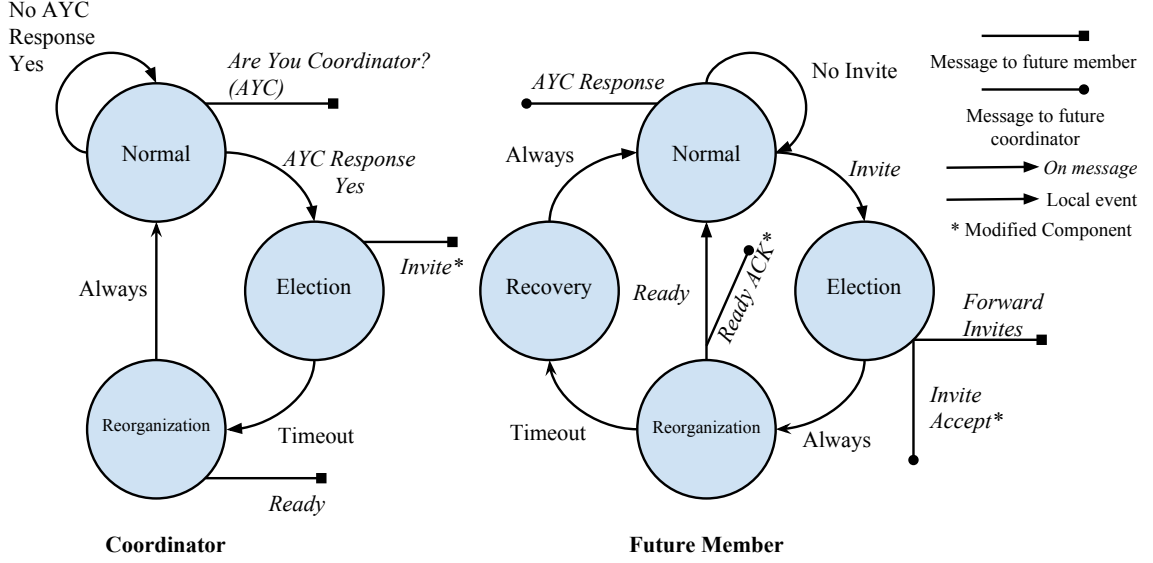 No AYC
Response
Yes
Are You Coordinator?
(AYC)
Normal
AYC Response
Yes
Election
Invite*
Always
Reorganization
Timeout
Ready
Coordinator
AYC Response
No Invite
Normal
Always
Invite
Recovery
Ready
Ready ACK*
Election
Forward
Invites
Invite
Accept*
Timeout
Reorganization
Always
Future Member
Message to future member
Message to future
coordinator
On message
Local event
* Modified Component